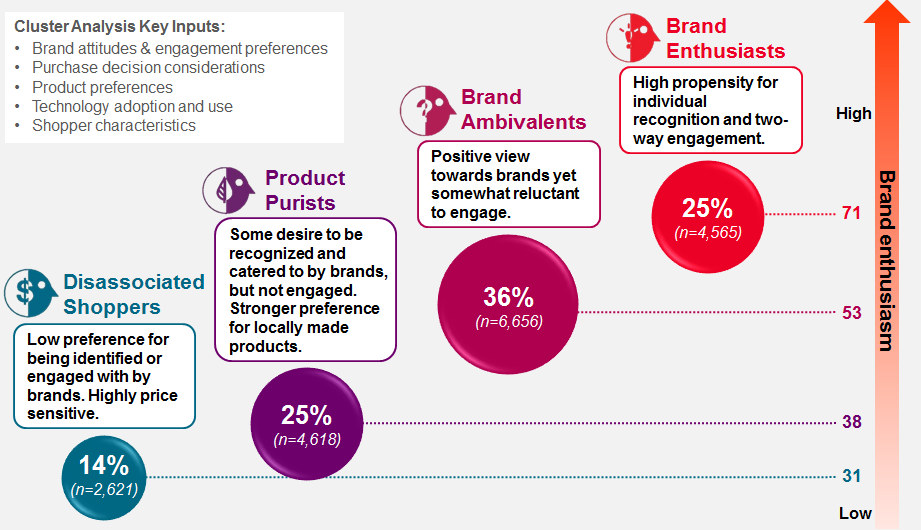 Cluster Analysis Key Inputs:
• Brand attitudes & engagement preferences
• Purchase decision considerations
• Product preferences
• Technology adoption and use
• Shopper characteristics
Brand
Enthusiasts
High propensity for
individual
recognition and two-
way engagement.
25%
(n=4,565)
Brand
Ambivalents
Positive view
towards brands yet
somewhat reluctant
to engage.
36%
(n=6,656)
Product
Purists
Some desire to be
recognized and
catered to by brands,
but not engaged.
Stronger preference
for locally made
products.
25%
(n=4,618)
$
Disassociated
Shoppers
Low preference for
being identified or
engaged with by
brands. Highly price
sensitive.
14%
(n=2,621)
High
71
53
38
31
Low
Brand enthusiasm
?